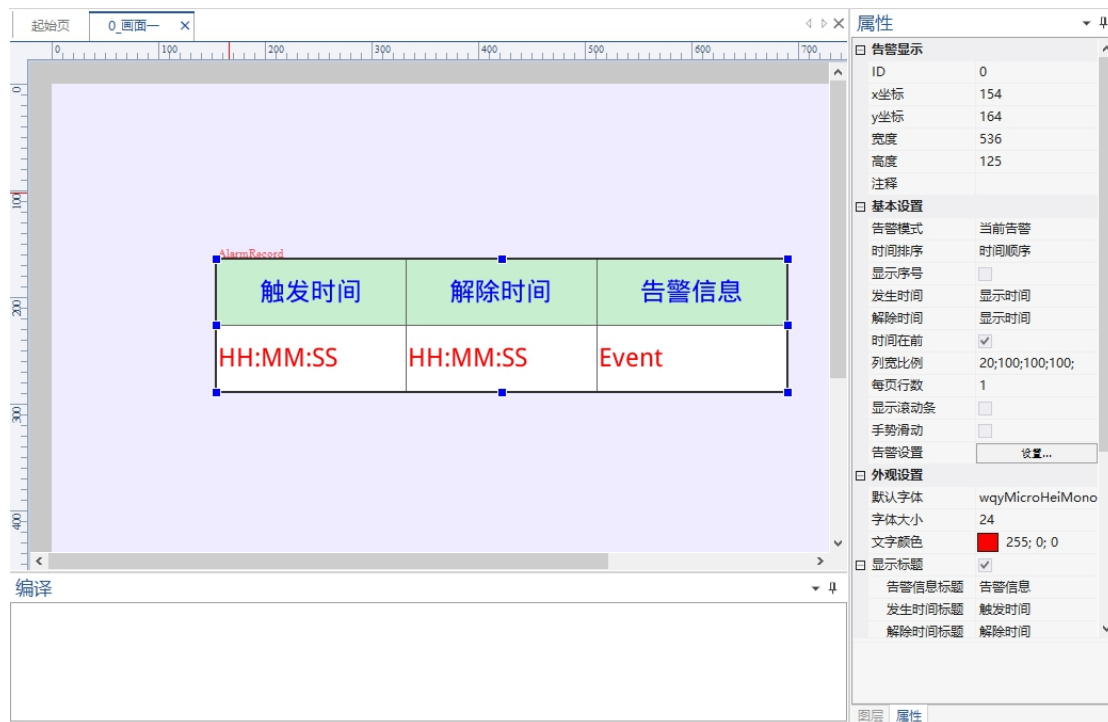 起始页
0_画面一
0 100 200 300 400 500 600 700
0
100
200
300
400
AlarmRecord
触发时间 解除时间 告警信息
HH:MM:SS HH:MM:SS Event
编译
属性
告警显示
ID 0
x坐标 154
y坐标 164
宽度 536
高度 125
注释
基本设置
告警模式 当前告警
时间排序 时间顺序
显示序号
发生时间 显示时间
解除时间 显示时间
时间在前
列宽比例 20;100;100;100;
每页行数 1
显示滚动条
手势滑动
告警设置 设置...
外观设置
默认字体 wqyMicroHeiMono
字体大小 24
文字颜色 255; 0; 0
显示标题
告警信息标题 告警信息
发生时间标题 触发时间
解除时间标题 解除时间
图层 属性